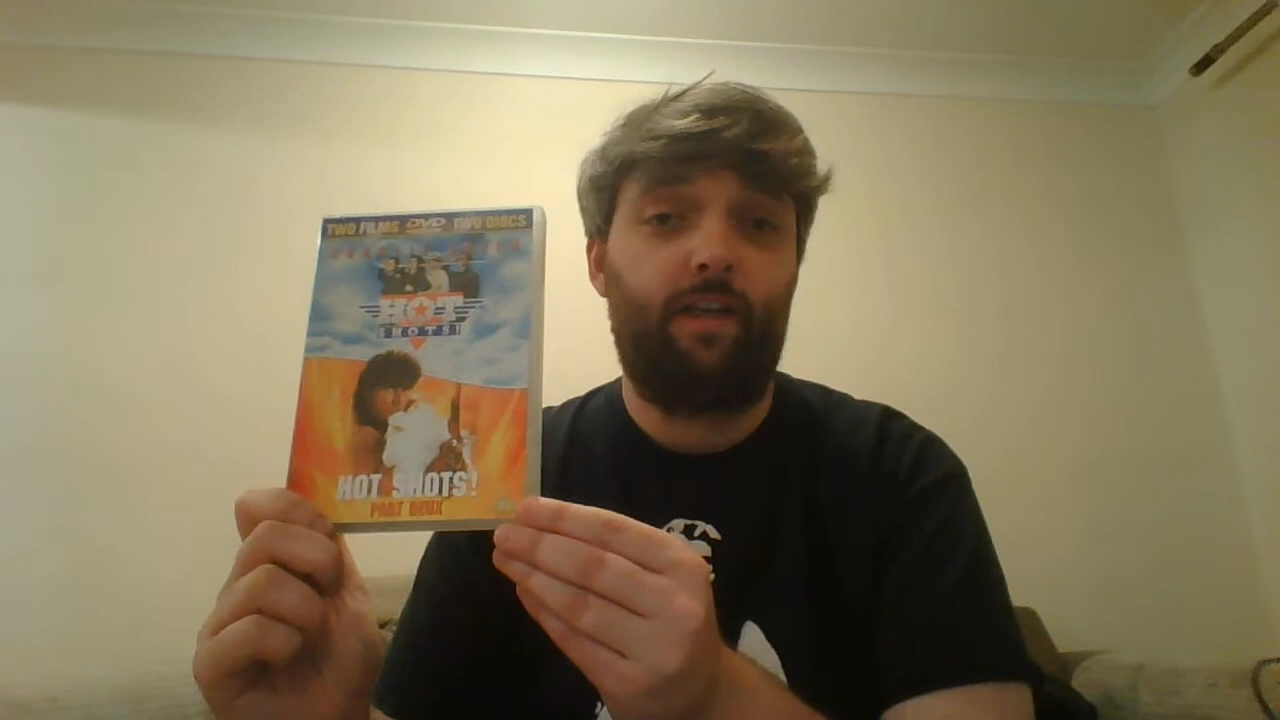 TWO FILMS DVD TWO DISCS
HOT
SHOTS!
HOT SHOTS!
PART DEUX